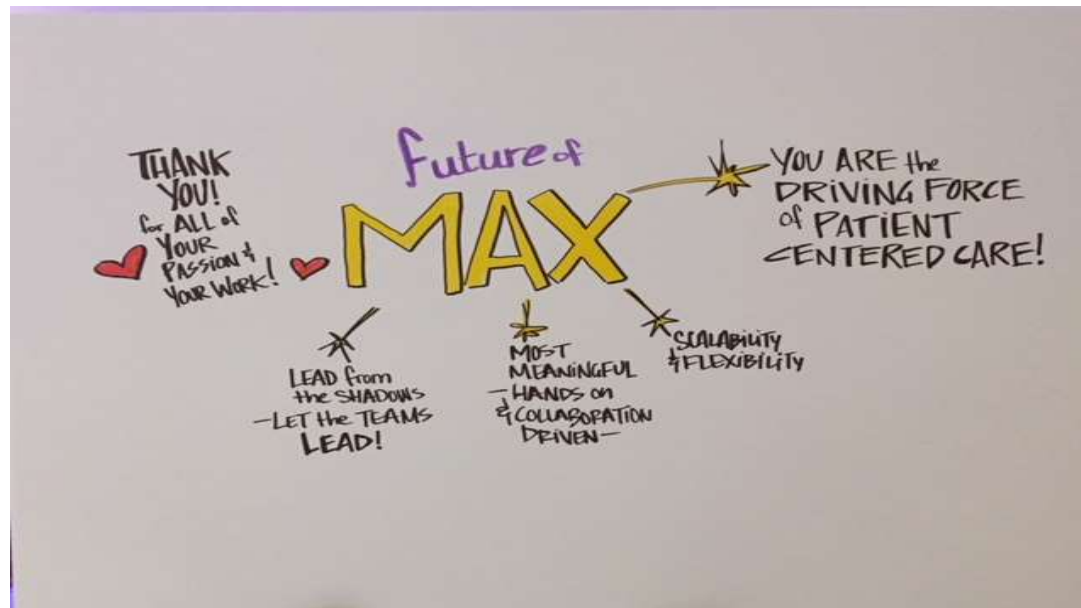 Future of
MAX
THANK
YOU!
for ALL of
YOUR
PASSION &
YOUR WORK!
YOU ARE the
DRIVING FORCE
of PATIENT
CENTERED CARE!
LEAD from
the SHADOWS
— LET the TEAMS
LEAD!
MOST
MEANINGFUL
— HANDS on
& COLLABORATION
DRIVEN —
SCALABILITY
& FLEXIBILITY